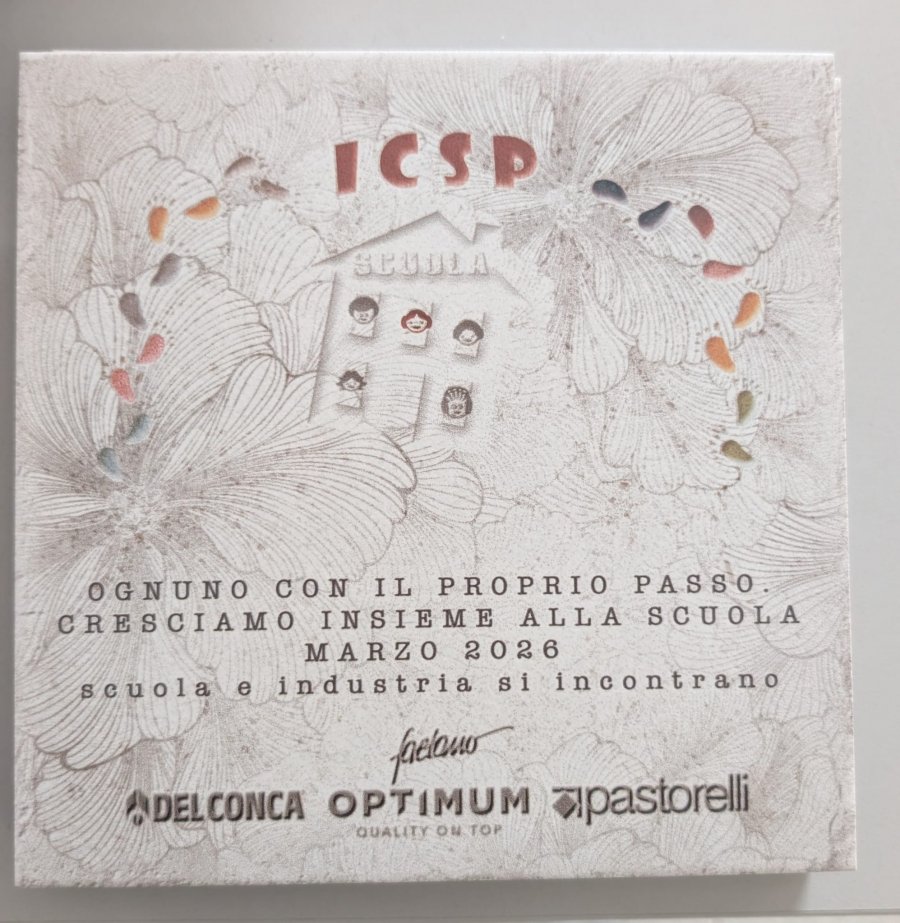 ICSP
SCUOLA
OGNUNO CON IL PROPRIO PASSO.
CRESCIAMO INSIEME ALLA SCUOLA
MARZO 2026
scuola e industria si incontrano
faetano
DELCONCA OPTIMUM pastorelli
QUALITY ON TOP